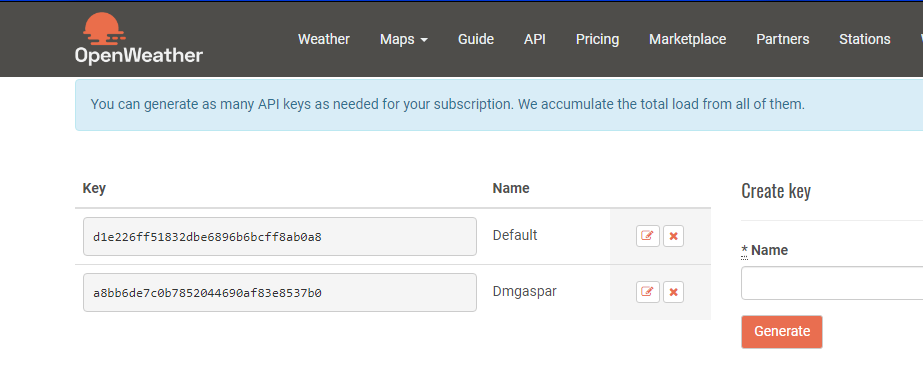 OpenWeather
Weather Maps Guide API Pricing Marketplace Partners Stations
You can generate as many API keys as needed for your subscription. We accumulate the total load from all of them.
Key Name
d1e226ff51832dbe6896b6bcff8ab0a8 Default
a8bb6de7c0b7852044690af83e8537b0 Dmgaspar
Create key
* Name
Generate